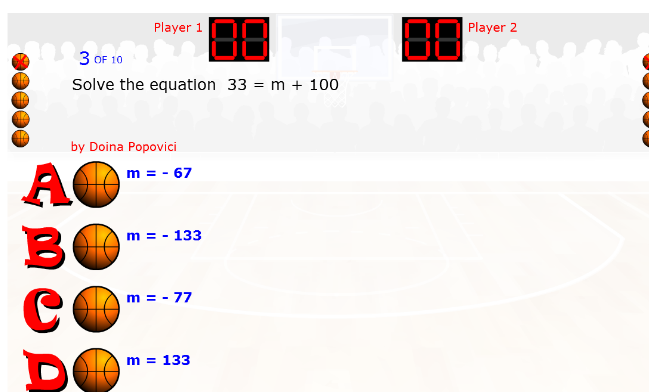 Player 1 00 00 Player 2
3 OF 10
Solve the equation 33 = m + 100
by Doina Popovici
A m = - 67
B m = - 133
C m = - 77
D m = 133